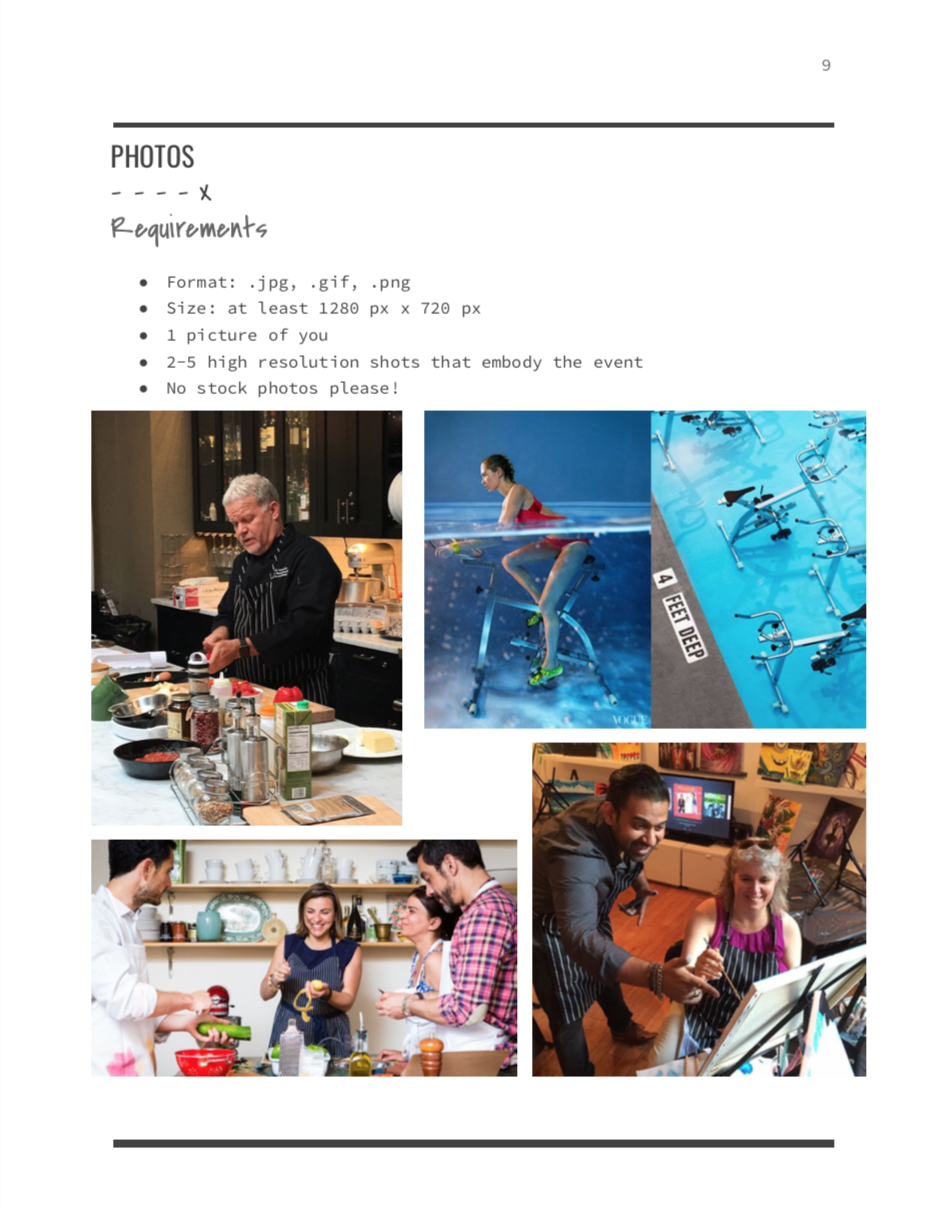 9
PHOTOS
- - - - x
Requirements
● Format: .jpg, .gif, .png
● Size: at least 1280 px x 720 px
● 1 picture of you
● 2-5 high resolution shots that embody the event
● No stock photos please!
4 FEET DEEP
VOGUE